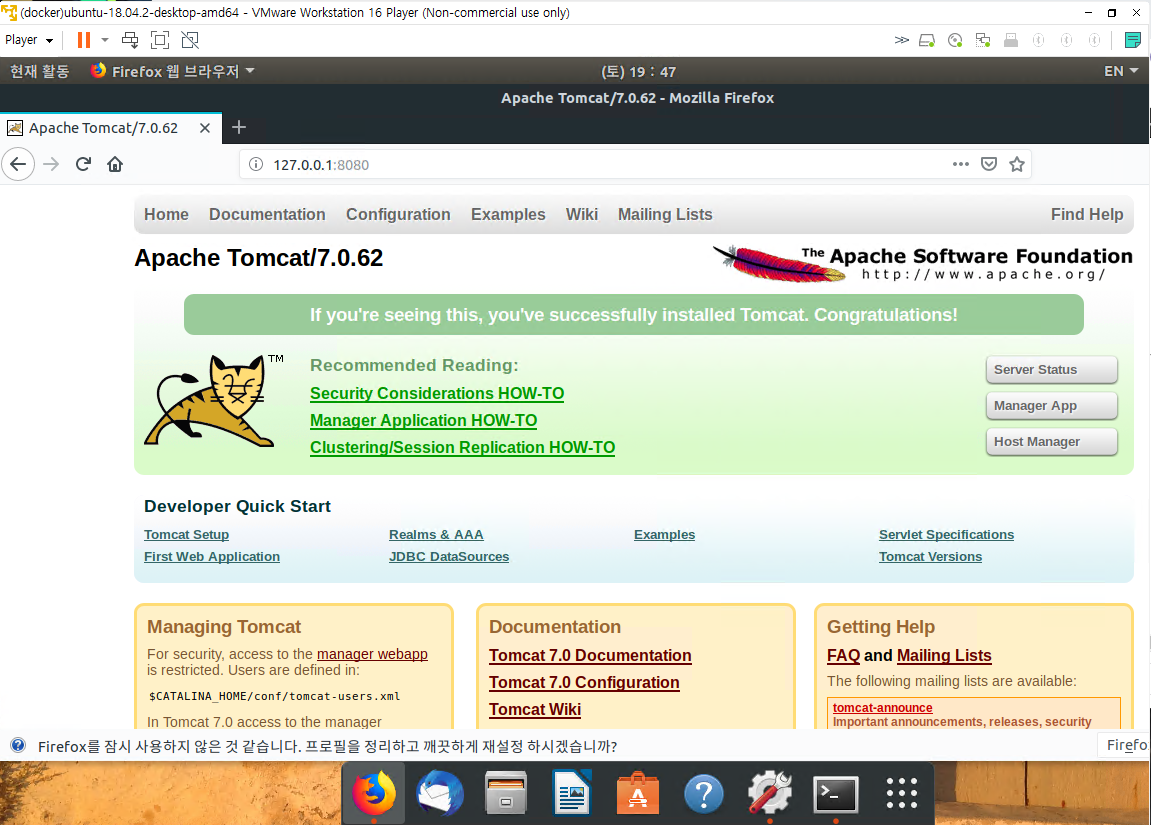 (docker)ubuntu-18.04.2-desktop-amd64 - VMware Workstation 16 Player (Non-commercial use only)
Player
현재 활동 Firefox 웹 브라우저 (토) 19 : 47 EN
Apache Tomcat/7.0.62 - Mozilla Firefox
Apache Tomcat/7.0.62
127.0.0.1:8080
Home Documentation Configuration Examples Wiki Mailing Lists Find Help
Apache Tomcat/7.0.62
The Apache Software Foundation
http://www.apache.org/
If you're seeing this, you've successfully installed Tomcat. Congratulations!
TM
Recommended Reading:
Security Considerations HOW-TO
Manager Application HOW-TO
Clustering/Session Replication HOW-TO
Server Status
Manager App
Host Manager
Developer Quick Start
Tomcat Setup Realms & AAA Examples Servlet Specifications
First Web Application JDBC DataSources Tomcat Versions
Managing Tomcat
For security, access to the manager webapp
is restricted. Users are defined in:
$CATALINA_HOME/conf/tomcat-users.xml
In Tomcat 7.0 access to the manager
Documentation
Tomcat 7.0 Documentation
Tomcat 7.0 Configuration
Tomcat Wiki
Getting Help
FAQ and Mailing Lists
The following mailing lists are available:
tomcat-announce
Important announcements, releases, security
Firefox를 잠시 사용하지 않은 것 같습니다. 프로필을 정리하고 깨끗하게 재설정 하시겠습니까? Firefo